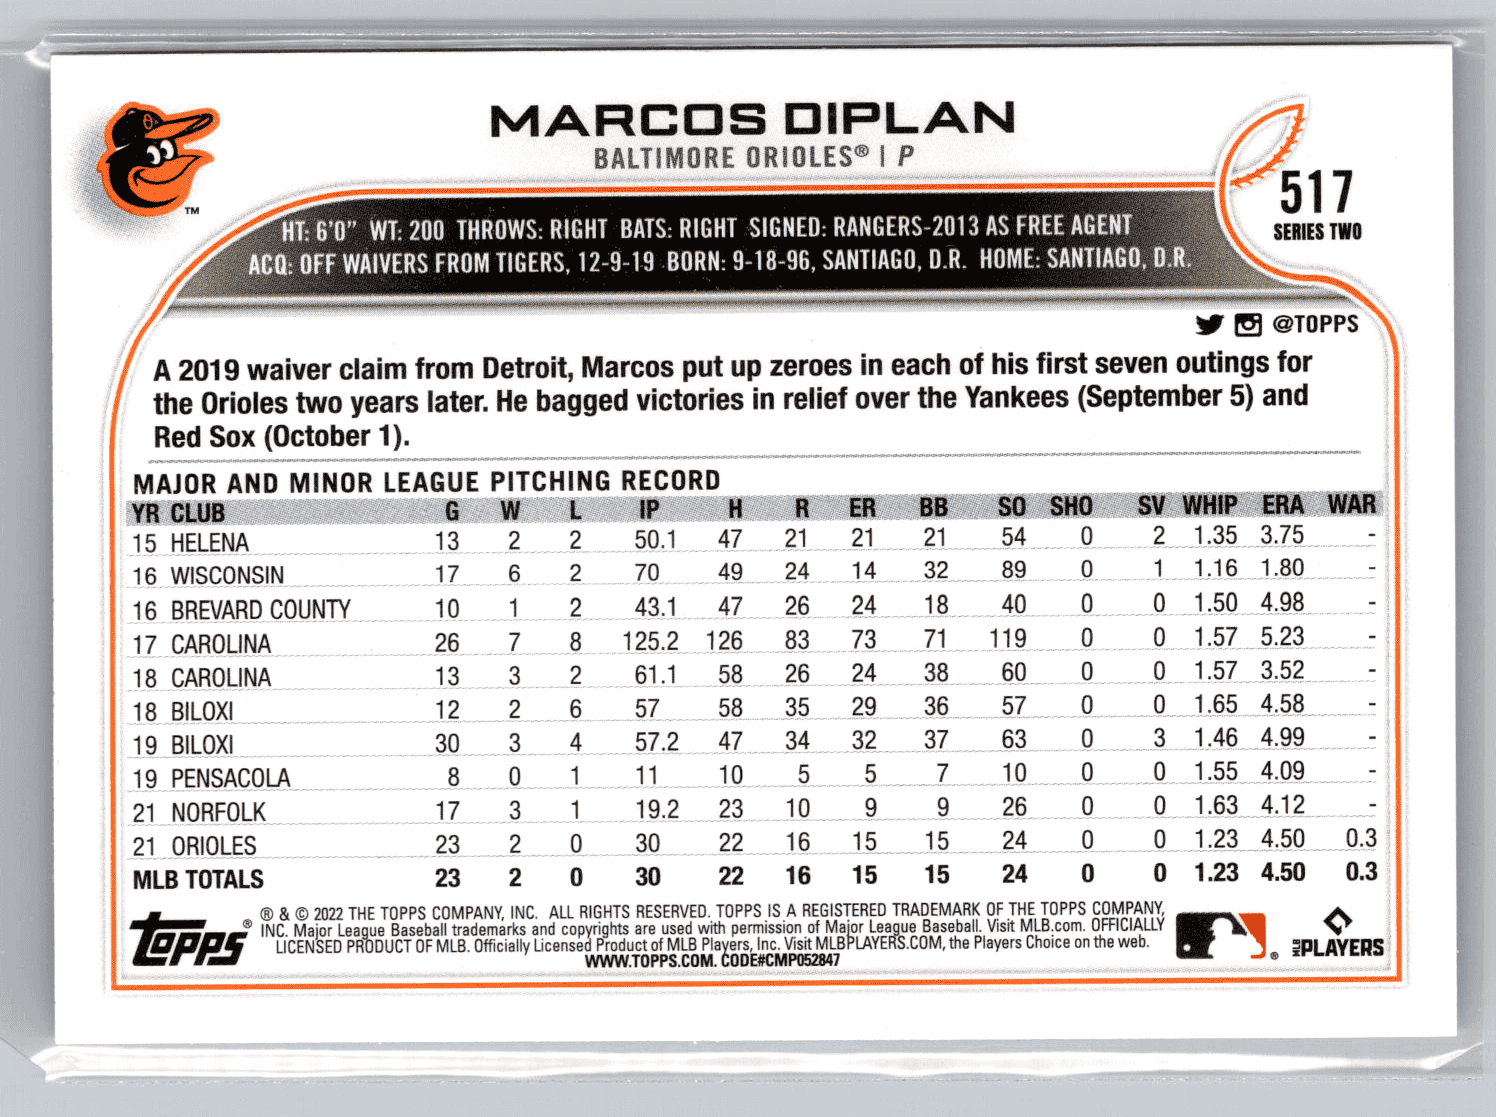 MARCOS DIPLAN
BALTIMORE ORIOLES® | P
517
SERIES TWO
HT: 6'0" WT: 200 THROWS: RIGHT BATS: RIGHT SIGNED: RANGERS-2013 AS FREE AGENT
ACQ: OFF WAIVERS FROM TIGERS, 12-9-19 BORN: 9-18-96, SANTIAGO, D.R. HOME: SANTIAGO, D.R.
TM
@TOPPS
A 2019 waiver claim from Detroit, Marcos put up zeroes in each of his first seven outings for
the Orioles two years later. He bagged victories in relief over the Yankees (September 5) and
Red Sox (October 1).
MAJOR AND MINOR LEAGUE PITCHING RECORD
YR CLUB G W L IP H R ER BB SO SHO SV WHIP ERA WAR
15 HELENA 13 2 2 50.1 47 21 21 21 54 0 2 1.35 3.75 -
16 WISCONSIN 17 6 2 70 49 24 14 32 89 0 1 1.16 1.80 -
16 BREVARD COUNTY 10 1 2 43.1 47 26 24 18 40 0 0 1.50 4.98 -
17 CAROLINA 26 7 8 125.2 126 83 73 71 119 0 0 1.57 5.23 -
18 CAROLINA 13 3 2 61.1 58 26 24 38 60 0 0 1.57 3.52 -
18 BILOXI 12 2 6 57 58 35 29 36 57 0 0 1.65 4.58 -
19 BILOXI 30 3 4 57.2 47 34 32 37 63 0 3 1.46 4.99 -
19 PENSACOLA 8 0 1 11 10 5 5 7 10 0 0 1.55 4.09 -
21 NORFOLK 17 3 1 19.2 23 10 9 9 26 0 0 1.63 4.12 -
21 ORIOLES 23 2 0 30 22 16 15 15 24 0 0 1.23 4.50 0.3
MLB TOTALS 23 2 0 30 22 16 15 15 24 0 0 1.23 4.50 0.3
topps®
® & © 2022 THE TOPPS COMPANY, INC. ALL RIGHTS RESERVED. TOPPS IS A REGISTERED TRADEMARK OF THE TOPPS COMPANY,
INC. Major League Baseball trademarks and copyrights are used with permission of Major League Baseball. Visit MLB.com. OFFICIALLY
LICENSED PRODUCT OF MLB. Officially Licensed Product of MLB Players, Inc. Visit MLBPLAYERS.COM, the Players Choice on the web.
WWW.TOPPS.COM. CODE#CMP052847
®
MLB PLAYERS